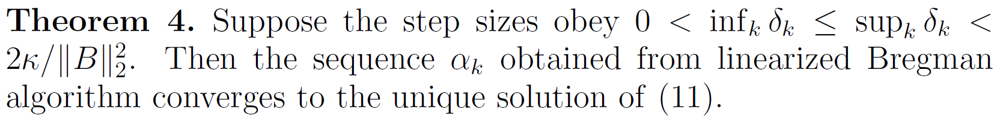 Theorem 4. Suppose the step sizes obey 0 < inf_k δ_k ≤ sup_k δ_k <
2κ/‖B‖_2^2. Then the sequence α_k obtained from linearized Bregman
algorithm converges to the unique solution of (11).